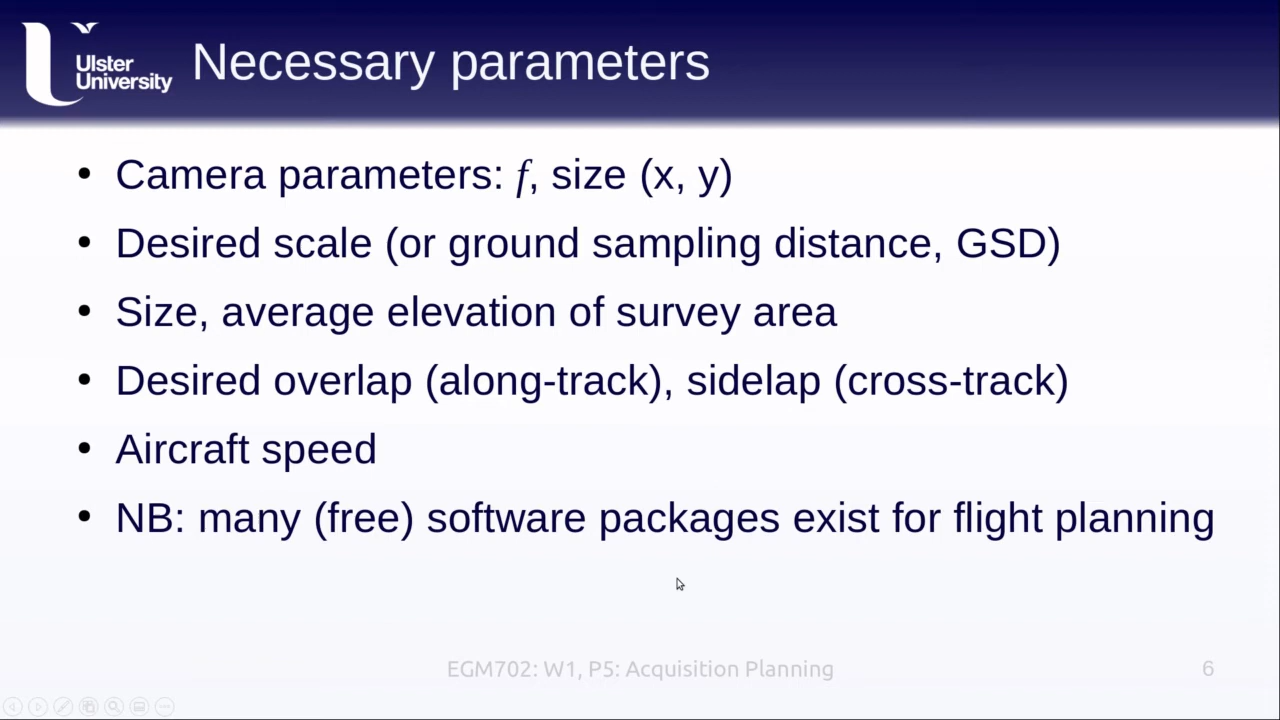 Ulster
University
Necessary parameters
• Camera parameters: f, size (x, y)
• Desired scale (or ground sampling distance, GSD)
• Size, average elevation of survey area
• Desired overlap (along-track), sidelap (cross-track)
• Aircraft speed
• NB: many (free) software packages exist for flight planning
EGM702: W1, P5: Acquisition Planning
6